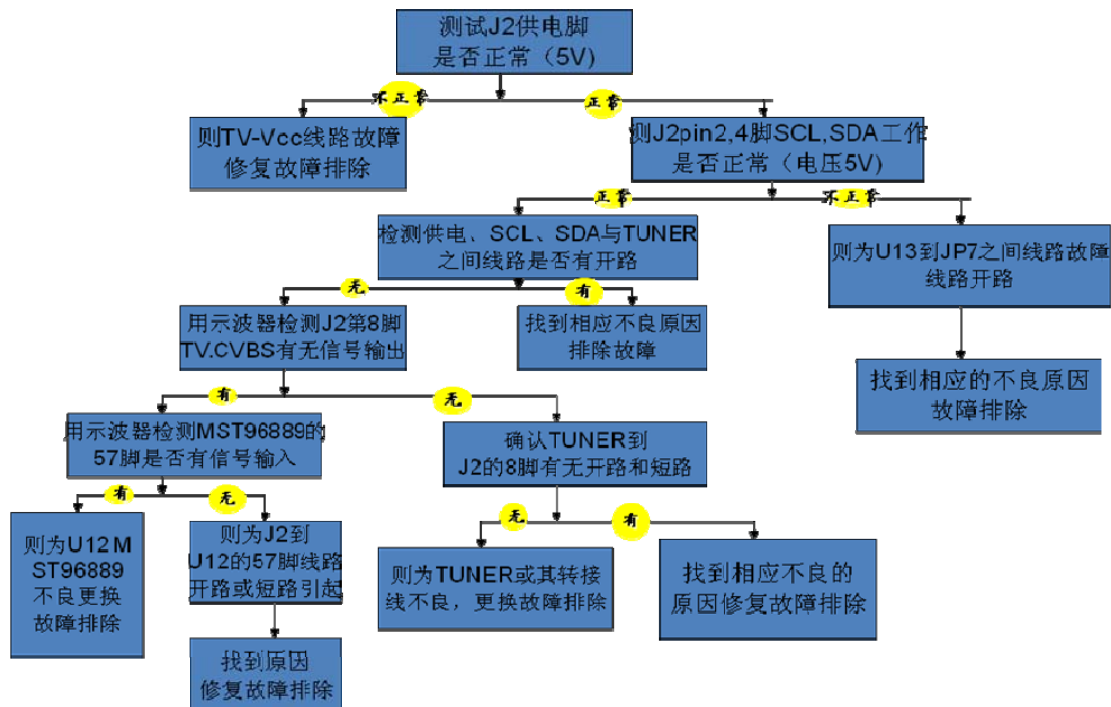 测试J2供电脚
是否正常（5V)
不正常
正常
则TV-Vcc线路故障
修复故障排除
测J2pin2,4脚SCL,SDA工作
是否正常（电压5V)
正常
不正常
检测供电、SCL、SDA与TUNER
之间线路是否有开路
则为U13到JP7之间线路故障
线路开路
无
有
用示波器检测J2第8脚
TV.CVBS有无信号输出
找到相应不良原因
排除故障
找到相应的不良原因
故障排除
有
无
用示波器检测MST96889的
57脚是否有信号输入
确认TUNER到
J2的8脚有无开路和短路
有
无
无
有
则为U12M
ST96889
不良更换
故障排除
则为J2到
U12的57脚线路
开路或短路引起
则为TUNER或其转接
线不良，更换故障排除
找到相应不良的
原因修复故障排除
找到原因
修复故障排除